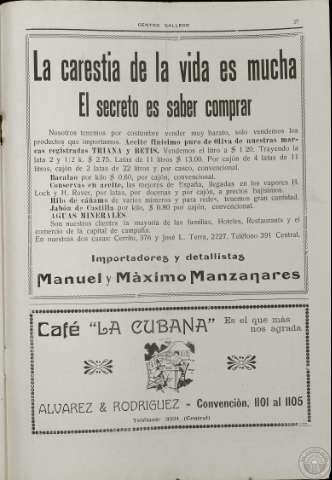 CENTRO GALLEGO
27
La carestia de la vida es mucha
El secreto es saber comprar
Nosotros tenemos por costumbre vender muy barato, solo vendemos los
productos que importamos. Aceite finísimo puro de oliva de nuestras mar-
cas registradas TRIANA y BETIS. Vendemos el litro a $ 1.20. Trayendo la
lata 2 y 1|2 k. $ 2.75. Latas de 11 litros $ 13.00. Por cajón de 4 latas de 11
litros, cajón de 2 latas de 22 litros y por casco, convencional.
Bacalao por kilo $ 0.60, por cajón, convencional.
Conservas en aceite, las mejores de España, llegadas en los vapores B.
Lock y H. Rover, por latas, por docenas y por cajón, a precios bajísimos.
Hilo de cáñamo de varios números y para redes, tenemos gran cantidad.
Jabón de Castilla por kilo, $ 0.80 por cajón, convencional.
AGUAS MINERALES.
Son nuestros clientes la mayoría de las familias, Hoteles, Restaurants y el
comercio de la capital de campaña.
En nuestras dos casas: Cerrito, 376 y José L. Terra, 2227. Teléfono 391 Central,
Importadores y detallistas
Manuel y Máximo Manzanares
Café "LA CUBANA"
Es el que más
nos agrada
ALVAREZ & RODRIGUEZ - Convención, 1101 al 1105
Teléfono: (Central)